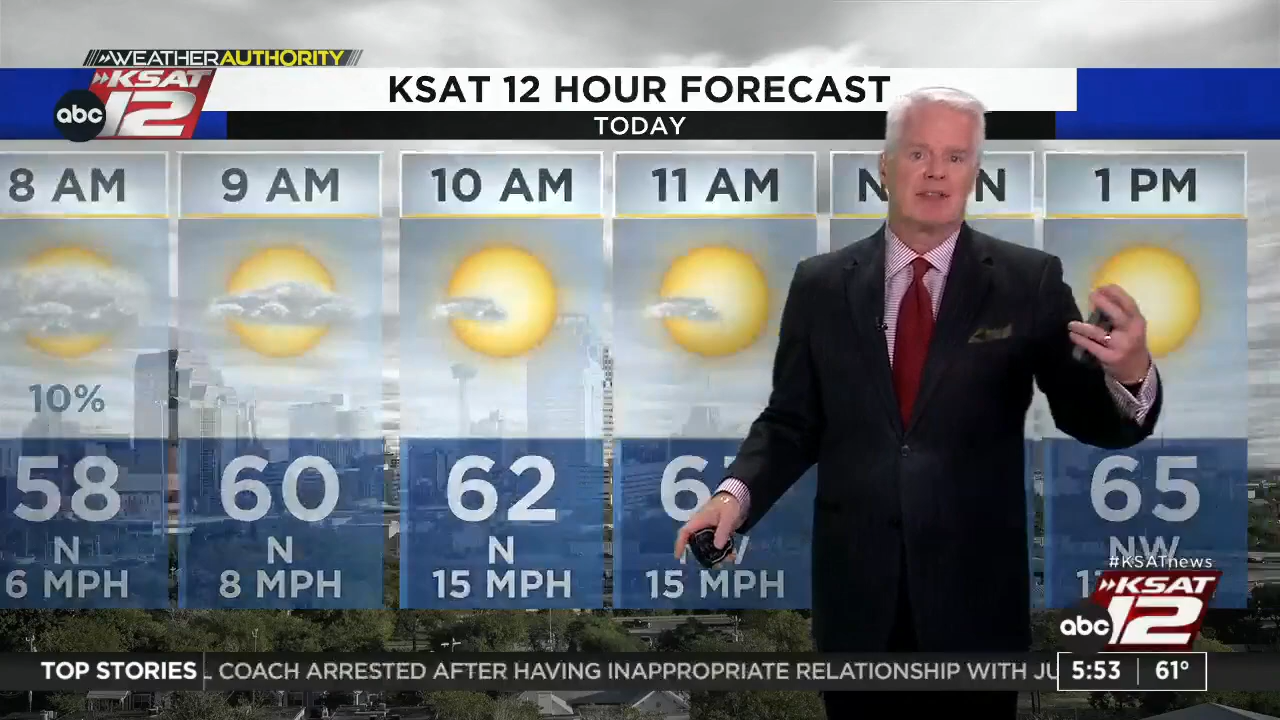 WEATHERAUTHORITY
KSAT
abc 12
KSAT 12 HOUR FORECAST
TODAY
8 AM 9 AM 10 AM 11 AM 1 PM
10%
58 60 62 65
N N N NW
6 MPH 8 MPH 15 MPH 15 MPH
#KSATnews
KSAT
abc 12
TOP STORIES COACH ARRESTED AFTER HAVING INAPPROPRIATE RELATIONSHIP WITH 5:53 61°